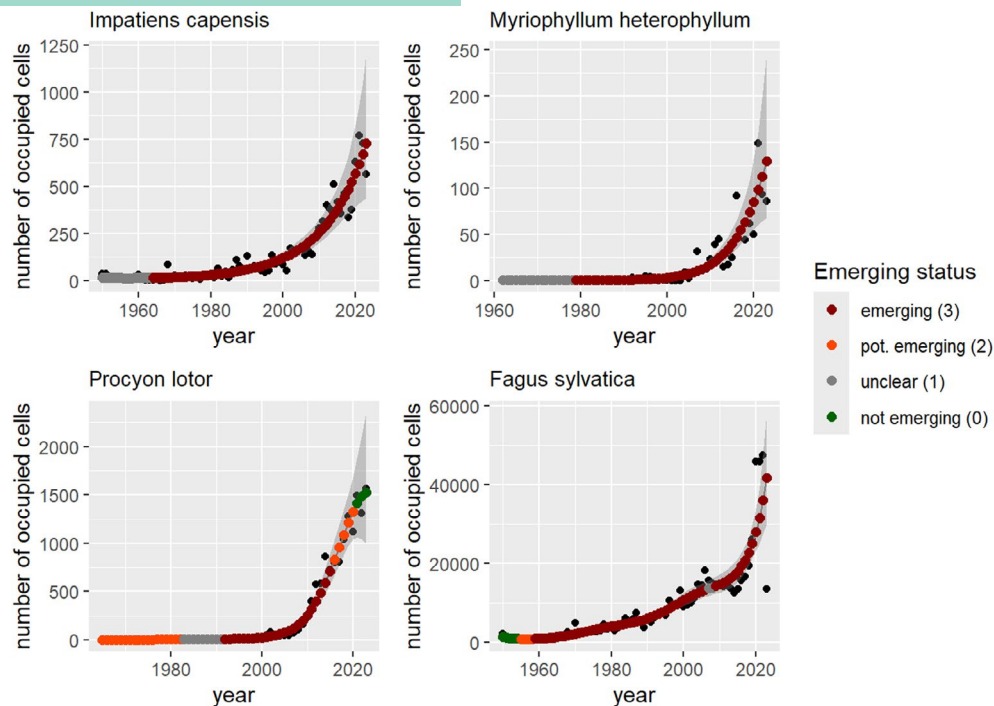 Impatiens capensis
number of occupied cells
1250
1000
750
500
250
0
1960
1980
2000
2020
year
Myriophyllum heterophyllum
number of occupied cells
250
200
150
100
50
0
1960
1980
2000
2020
year
Procyon lotor
number of occupied cells
2000
1500
1000
500
0
1980
2000
2020
year
Fagus sylvatica
number of occupied cells
60000
40000
20000
0
1960
1980
2000
2020
year
Emerging status
emerging (3)
pot. emerging (2)
unclear (1)
not emerging (0)